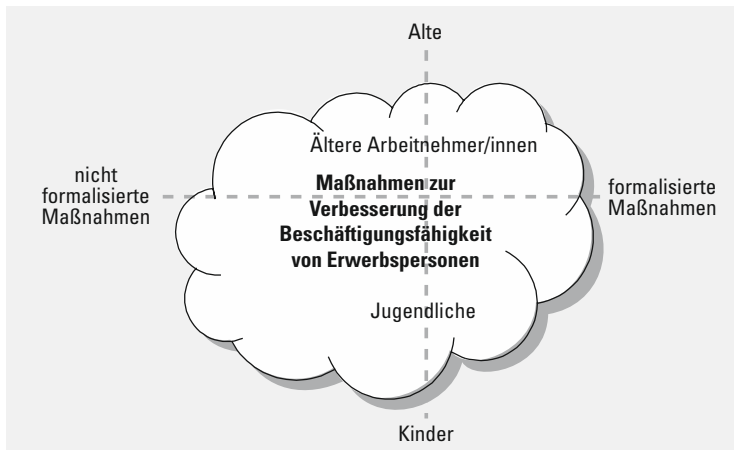 Alte
Ältere Arbeitnehmer/innen
nicht
formalisierte
Maßnahmen
Maßnahmen zur
Verbesserung der
Beschäftigungsfähigkeit
von Erwerbspersonen
formalisierte
Maßnahmen
Jugendliche
Kinder